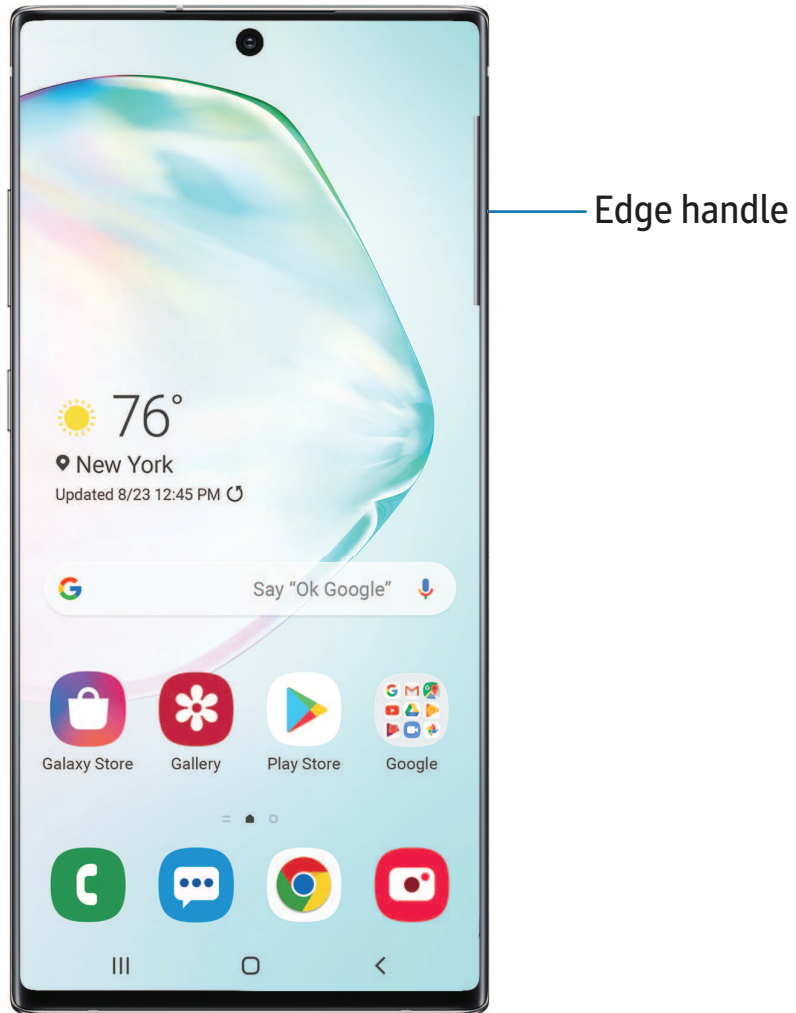 Edge handle
76°
New York
Updated 8/23 12:45 PM
Say “Ok Google”
Galaxy Store Gallery Play Store Google